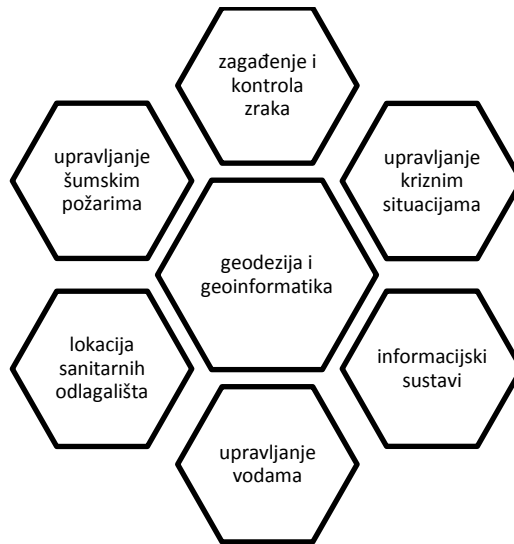 zagađenje i
kontrola
zraka
upravljanje
šumskim
požarima
upravljanje
kriznim
situacijama
geodezija i
geoinformatika
lokacija
sanitarnih
odlagališta
informacijski
sustavi
upravljanje
vodama